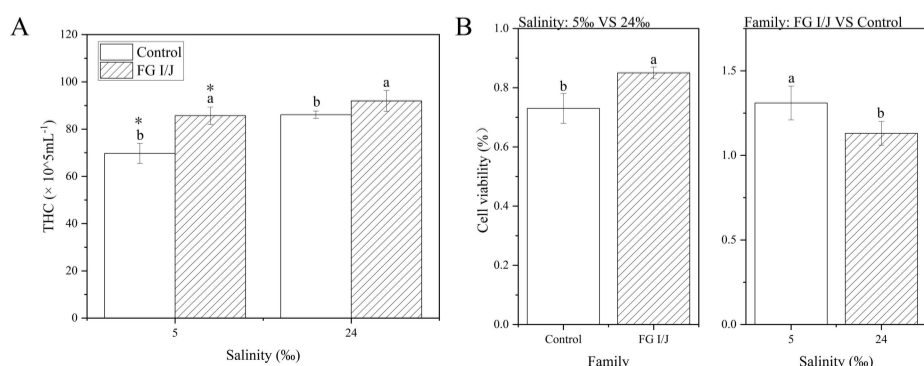 A
120
100
80
60
40
20
0
THC (× 10^5mL⁻¹)
Control
FG I/J
*
b
*
a
b
a
5
24
Salinity (‰)
B
Salinity: 5‰ VS 24‰
1.0
0.8
0.6
0.4
0.2
0.0
Cell viability (%)
b
a
Control
FG I/J
Family
Family: FG I/J VS Control
1.5
1.0
0.5
0.0
a
b
5
24
Salinity (‰)